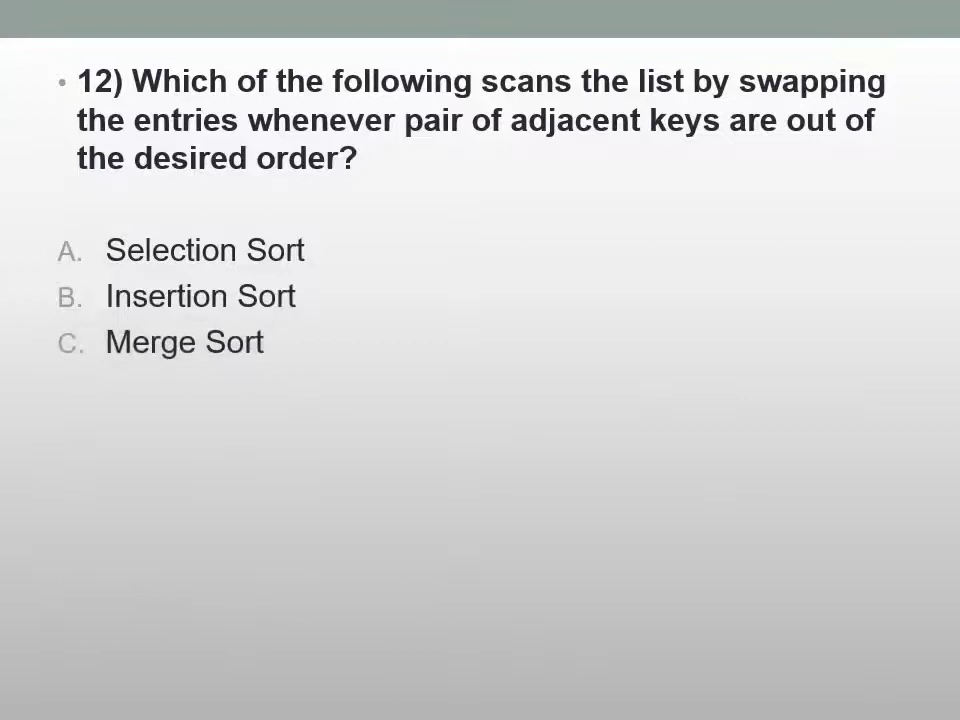 • 12) Which of the following scans the list by swapping
the entries whenever pair of adjacent keys are out of
the desired order?
A. Selection Sort
B. Insertion Sort
C. Merge Sort